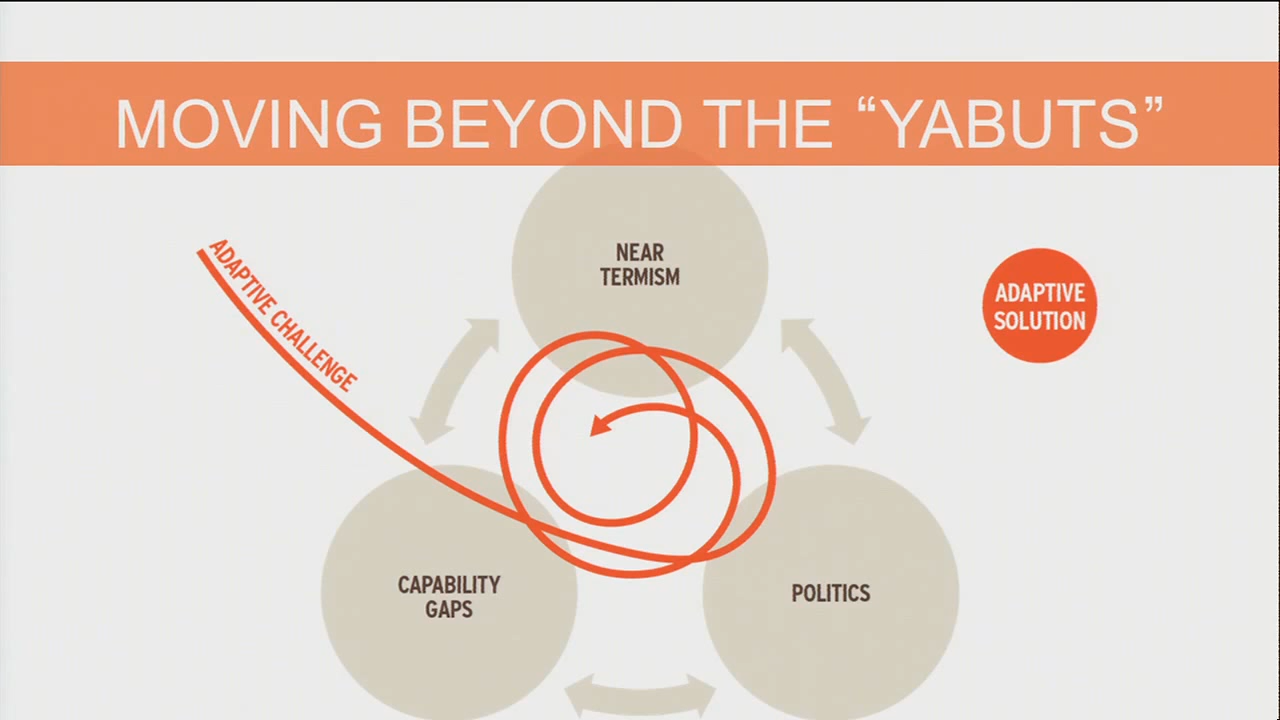 MOVING BEYOND THE “YABUTS”
NEAR
TERMISM
ADAPTIVE CHALLENGE
ADAPTIVE
SOLUTION
CAPABILITY
GAPS
POLITICS